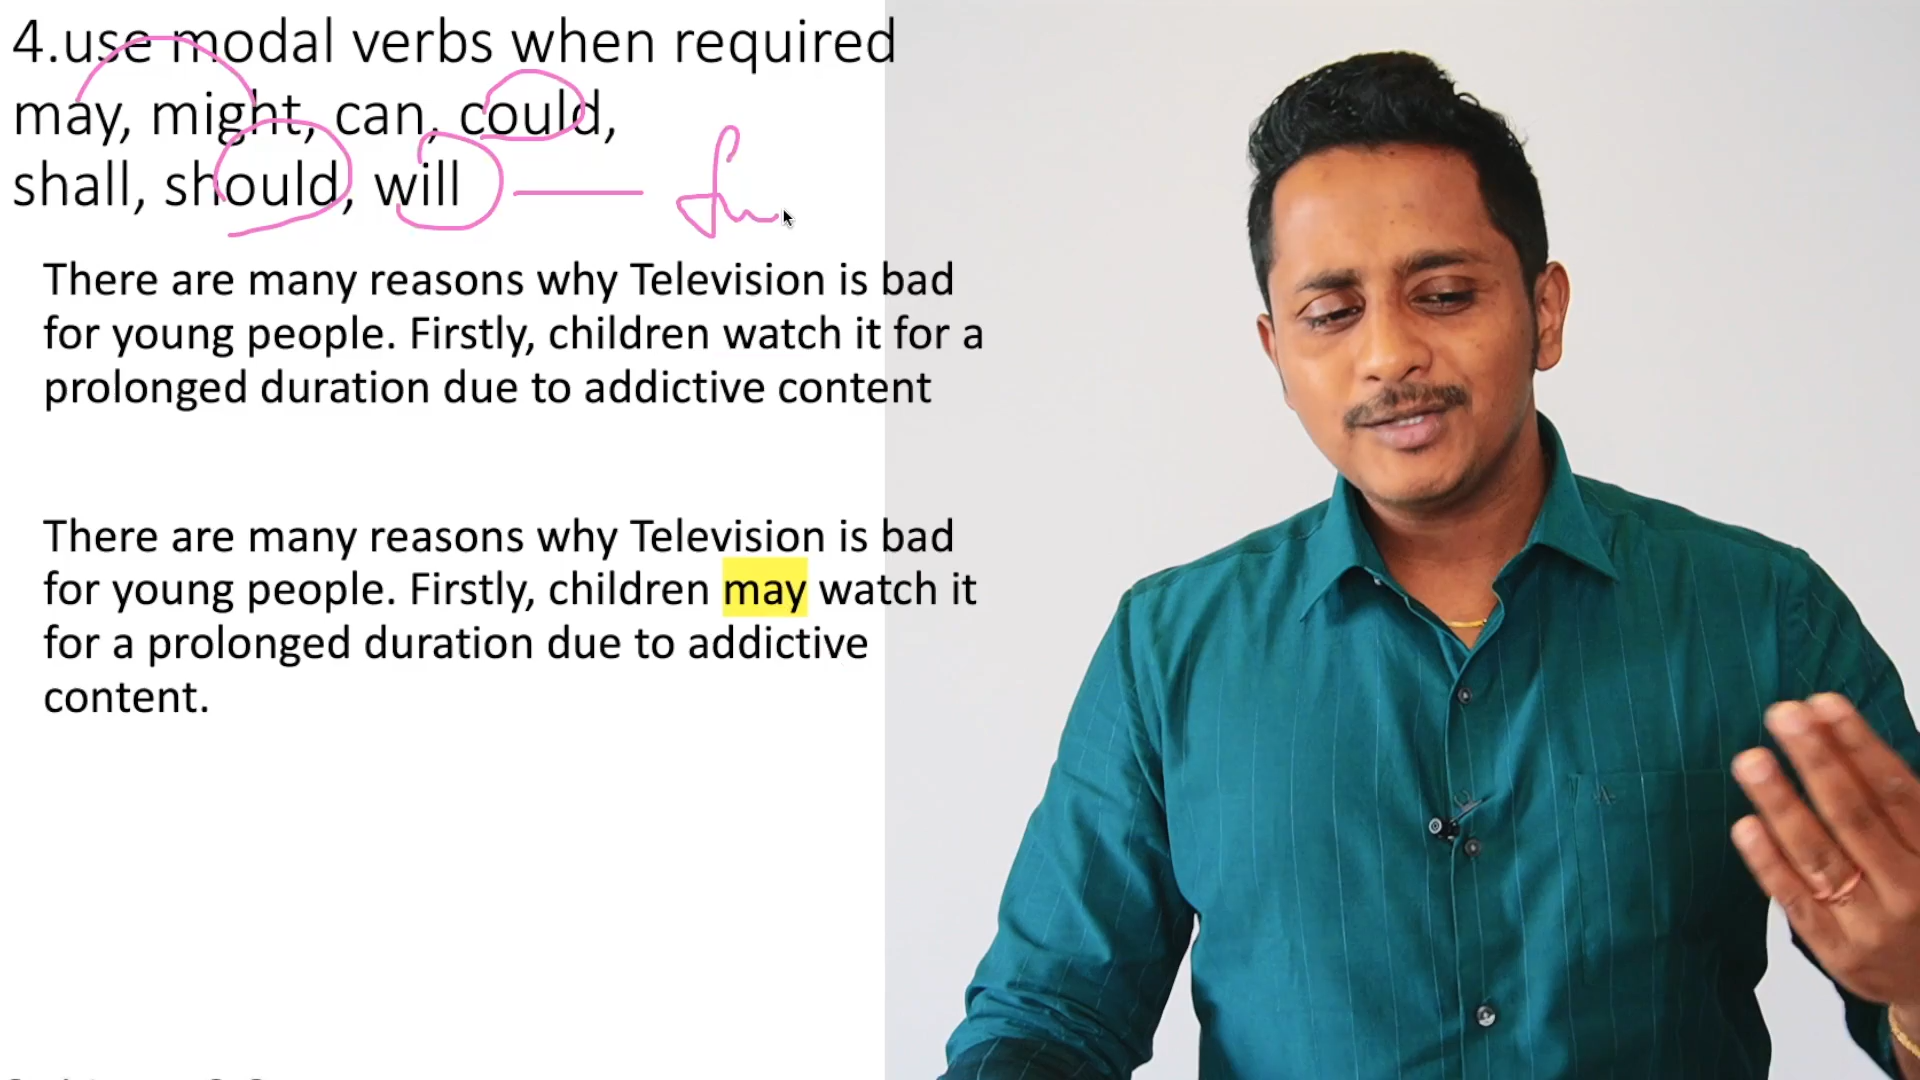 4.use modal verbs when required
may, might, can, could,
shall, should, will
There are many reasons why Television is bad
for young people. Firstly, children watch it for a
prolonged duration due to addictive content
There are many reasons why Television is bad
for young people. Firstly, children may watch it
for a prolonged duration due to addictive
content.